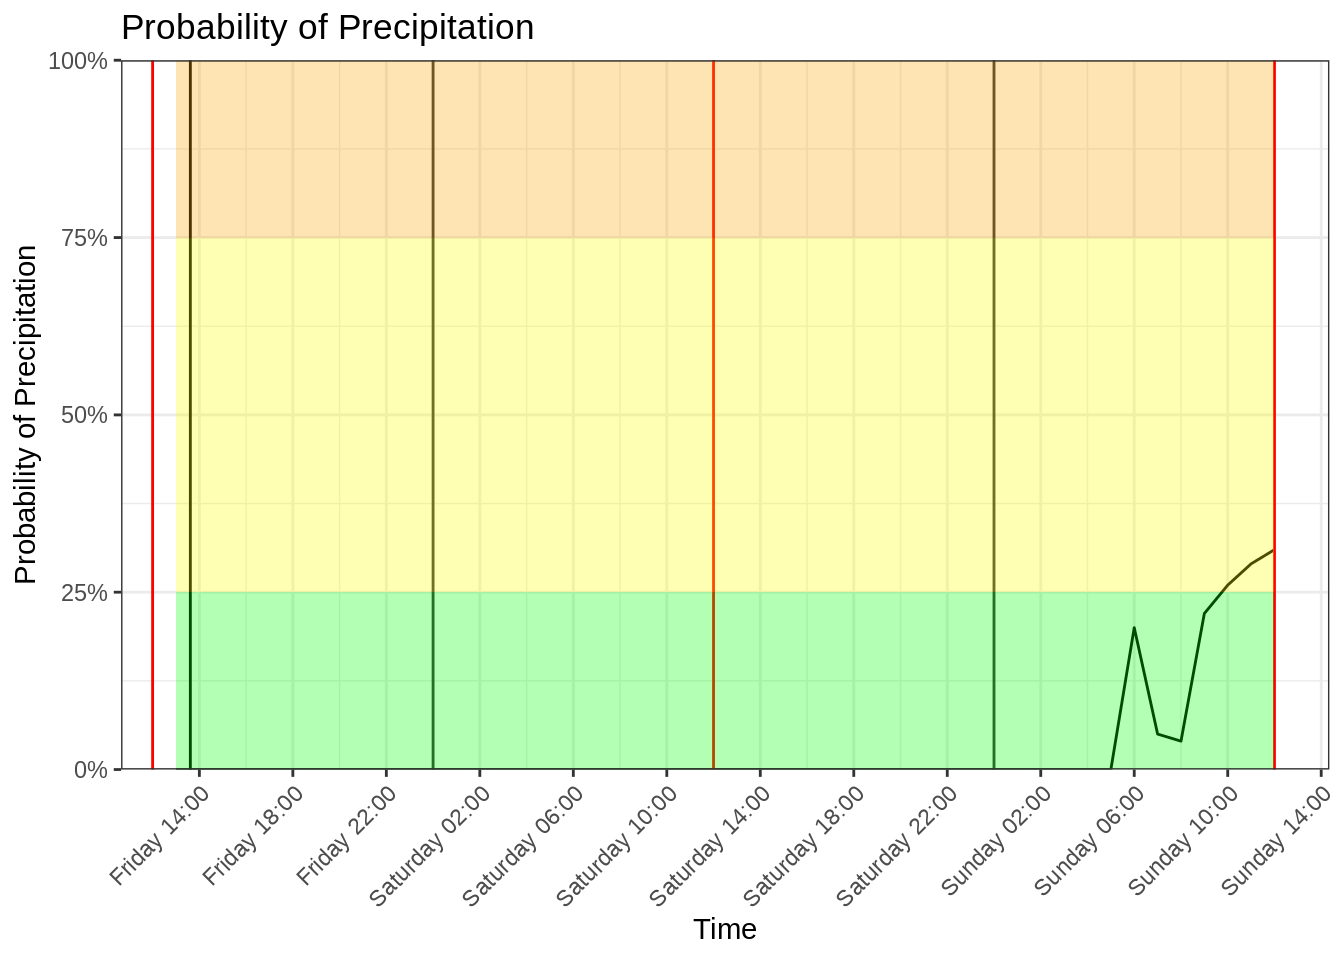 Probability of Precipitation
Probability of Precipitation
100%
75%
50%
25%
0%
Friday 14:00
Friday 18:00
Friday 22:00
Saturday 02:00
Saturday 06:00
Saturday 10:00
Saturday 14:00
Saturday 18:00
Saturday 22:00
Sunday 02:00
Sunday 06:00
Sunday 10:00
Sunday 14:00
Time